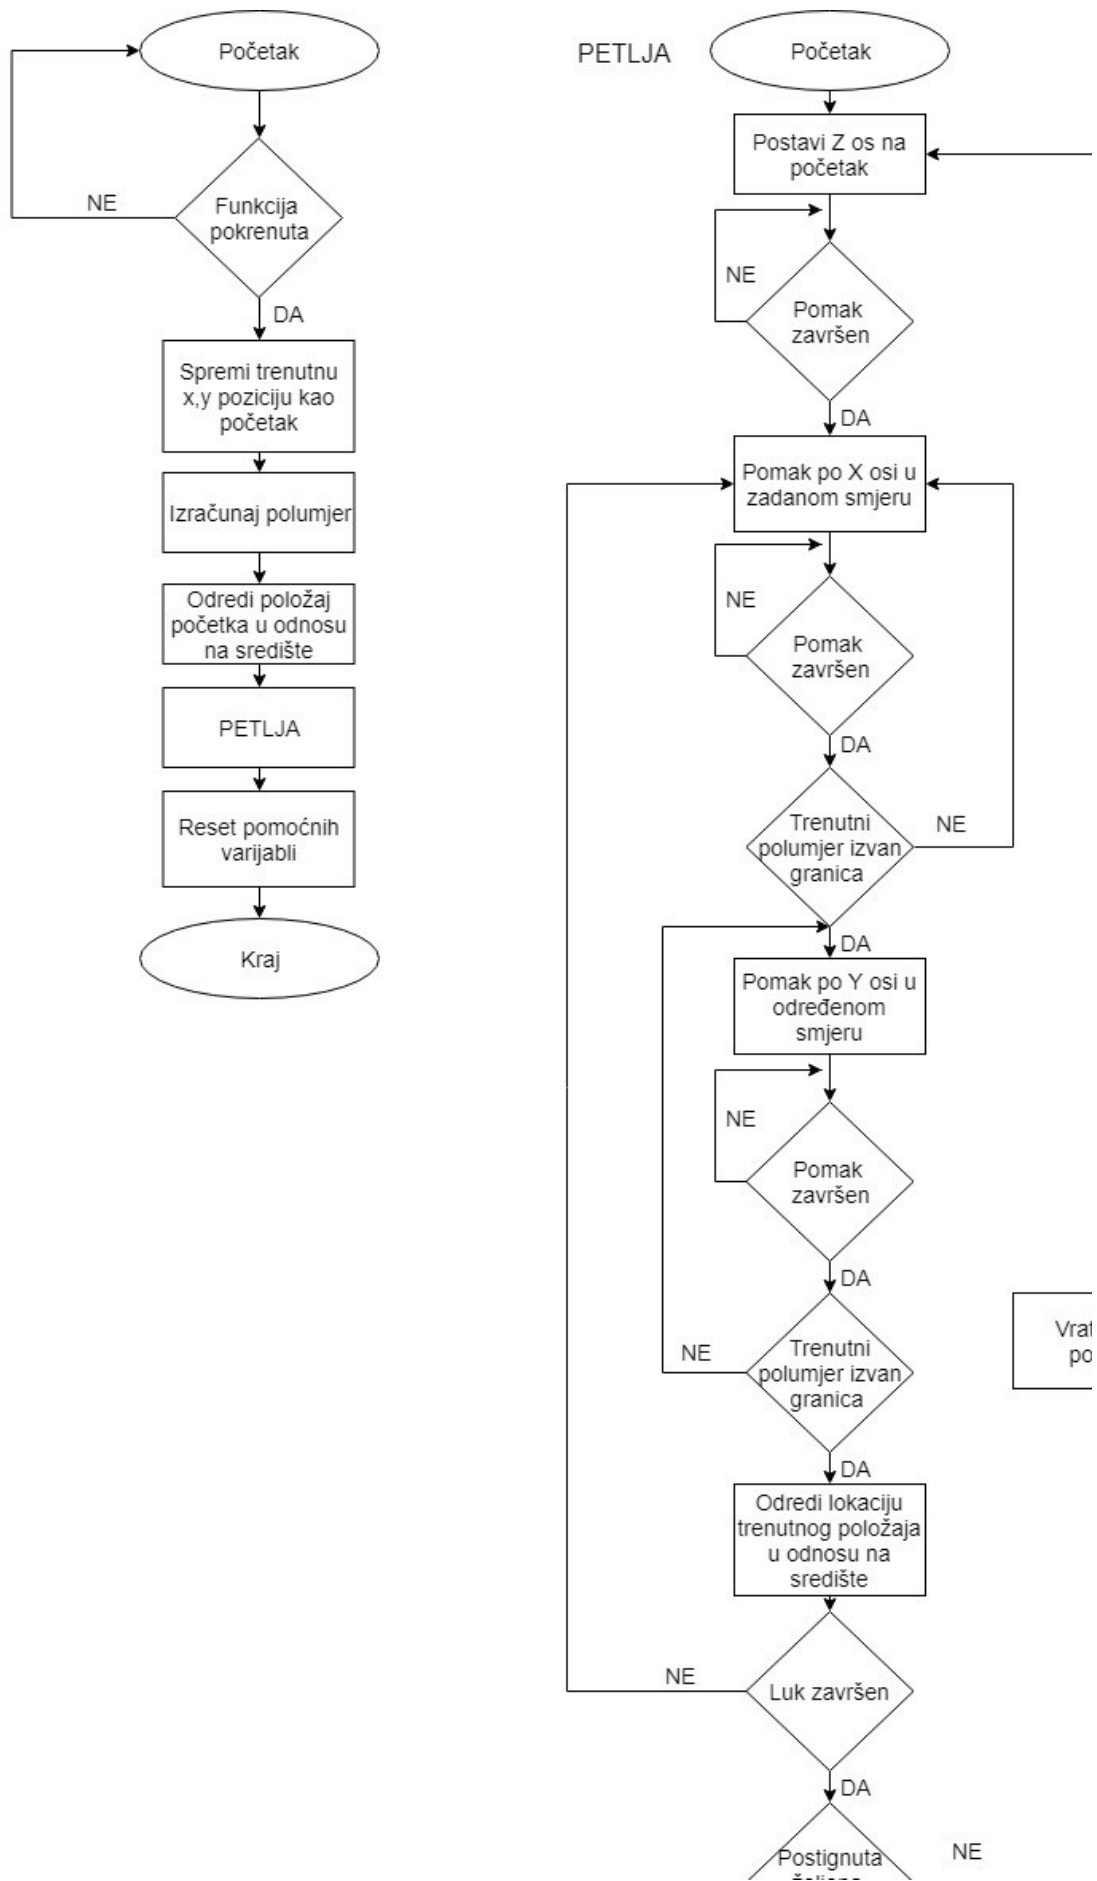 Početak
NE
Funkcija
pokrenuta
DA
Spremi trenutnu
x,y poziciju kao
početak
Izračunaj polumjer
Odredi položaj
početka u odnosu
na središte
PETLJA
Reset pomoćnih
varijabli
Kraj
PETLJA
Početak
Postavi Z os na
početak
NE
Pomak
završen
DA
Pomak po X osi u
zadanom smjeru
NE
Pomak
završen
DA
Trenutni
polumjer izvan
granica
NE
DA
Pomak po Y osi u
određenom
smjeru
NE
Pomak
završen
DA
Trenutni
polumjer izvan
granica
NE
DA
Odredi lokaciju
trenutnog položaja
u odnosu na
središte
NE
Luk završen
DA
Postignuta
NE